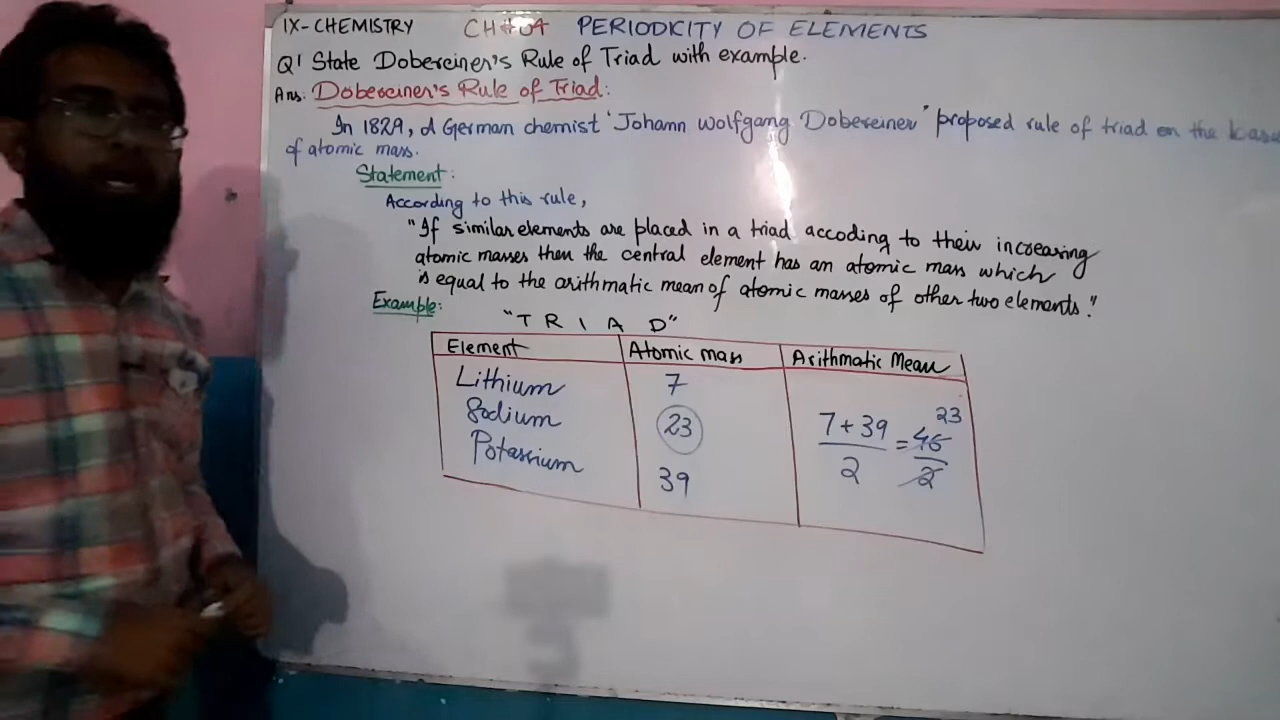 IX-CHEMISTRY CH#04 PERIODICITY OF ELEMENTS
Q1 State Dobereiner's Rule of Triad with example.
Ans. Dobereiner's Rule of Triad:
In 1829, A German chemist 'Johann Wolfgang Dobereiner' proposed rule of triad on the
of atomic mass.
Statement:
According to this rule,
"If similar elements are placed in a triad accoding to their increasing
atomic masses then the central element has an atomic mass which
is equal to the arithmatic mean of atomic masses of other two elements."
Example:
"TRIAD"
Element Atomic mass Arithmatic Mean
Lithium 7
Sodium 23 7+39/2 = 46/2 23
Potassium 39